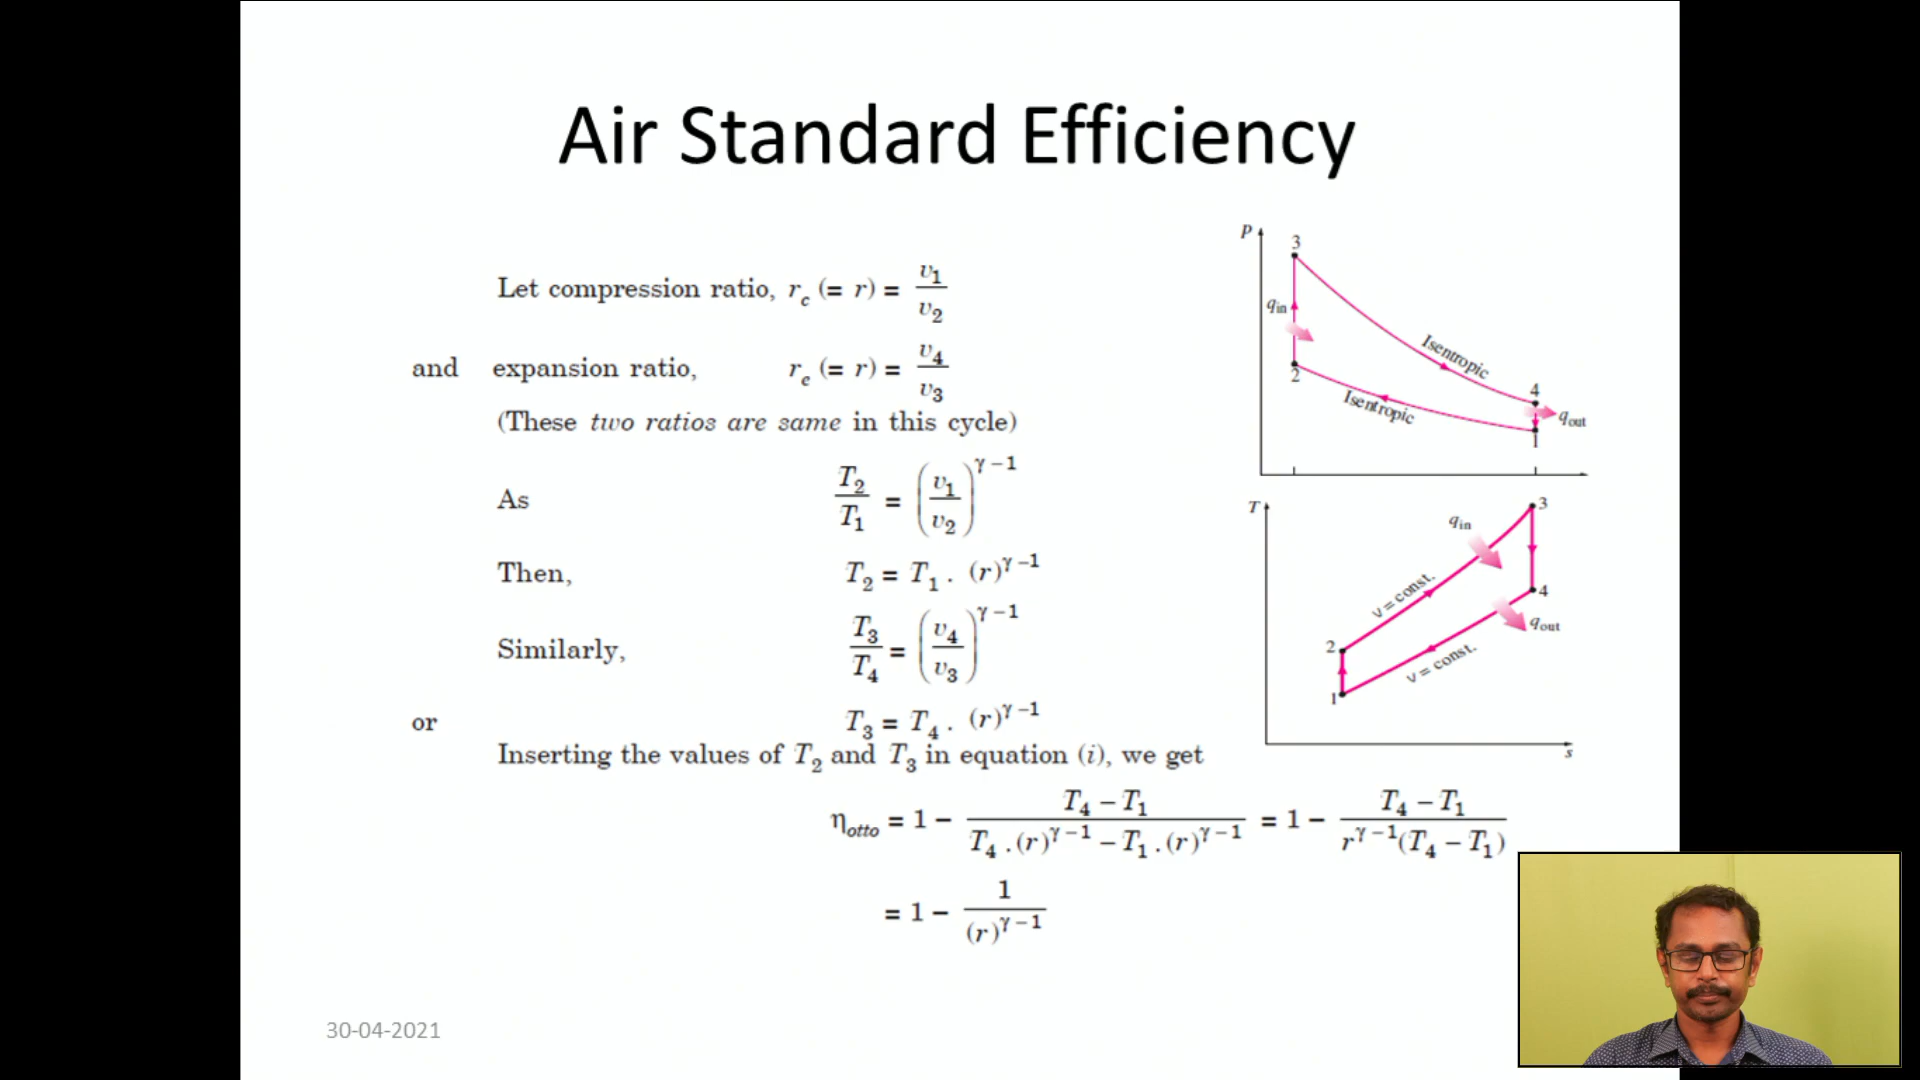 Air Standard Efficiency
Let compression ratio, r_c (= r) = v_1/v_2
and expansion ratio, r_e (= r) = v_4/v_3
(These two ratios are same in this cycle)
As T_2/T_1 = (v_1/v_2)^{γ − 1}
Then, T_2 = T_1 . (r)^{γ − 1}
Similarly, T_3/T_4 = (v_4/v_3)^{γ − 1}
or T_3 = T_4 . (r)^{γ − 1}
Inserting the values of T_2 and T_3 in equation (i), we get
η_otto = 1 − (T_4 − T_1)/(T_4 . (r)^{γ − 1} − T_1 . (r)^{γ − 1}) = 1 − (T_4 − T_1)/(r^{γ − 1}(T_4 − T_1))
= 1 − 1/(r)^{γ − 1}
P
3
q_in
2
Isentropic
Isentropic
4
q_out
1
T
3
q_in
v = const.
4
q_out
2
v = const.
1
s
30-04-2021